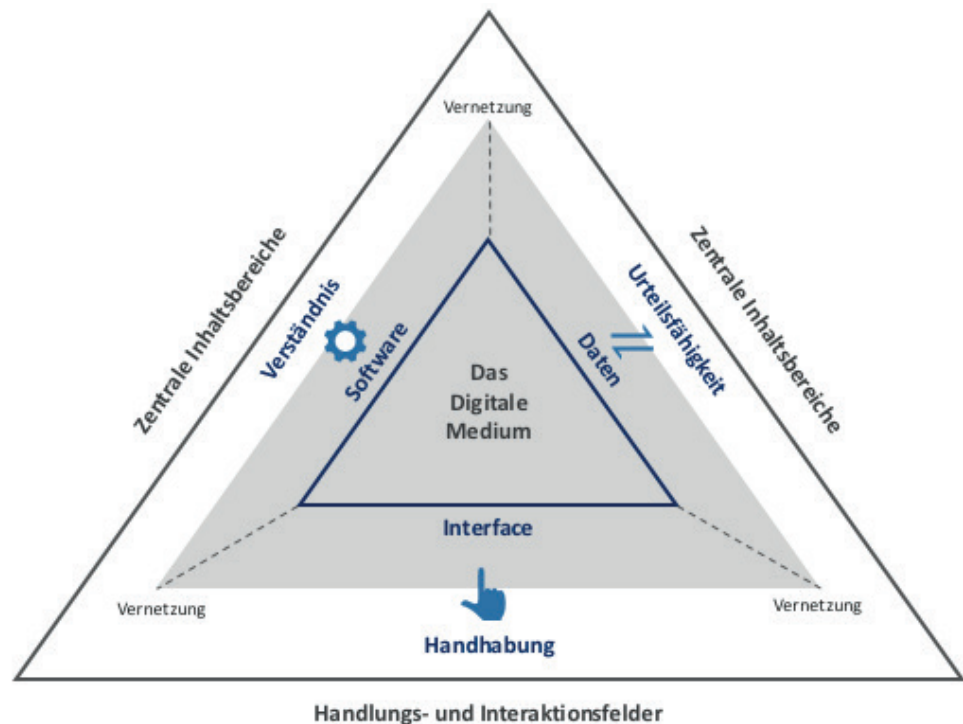 Vernetzung
Zentrale Inhaltsbereiche
Verständnis
Software
Das
Digitale
Medium
Daten
Urteilsfähigkeit
Zentrale Inhaltsbereiche
Interface
Vernetzung
Vernetzung
Handhabung
Handlungs- und Interaktionsfelder